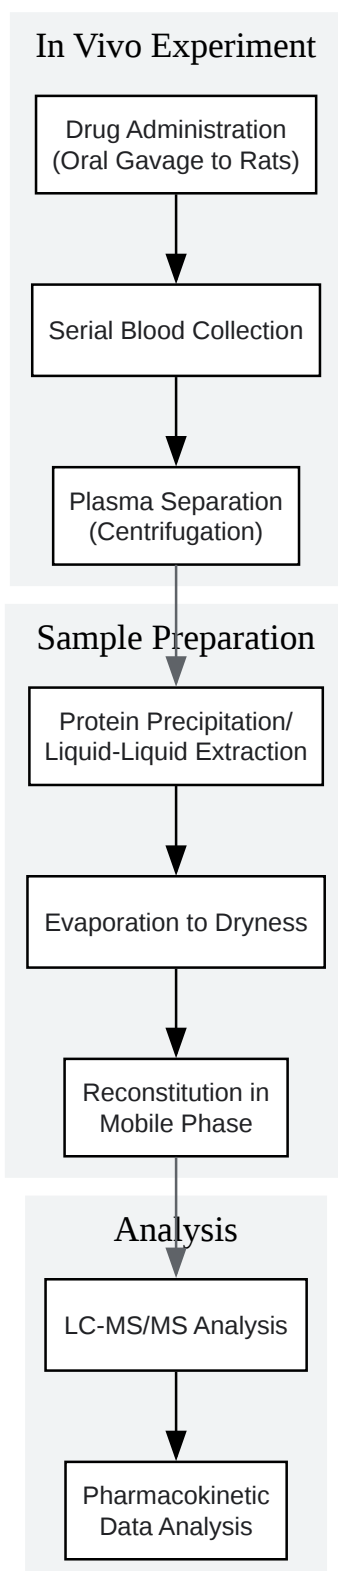 In Vivo Experiment
Drug Administration
(Oral Gavage to Rats)
Serial Blood Collection
Plasma Separation
(Centrifugation)
Sample Preparation
Protein Precipitation/
Liquid-Liquid Extraction
Evaporation to Dryness
Reconstitution in
Mobile Phase
Analysis
LC-MS/MS Analysis
Pharmacokinetic
Data Analysis